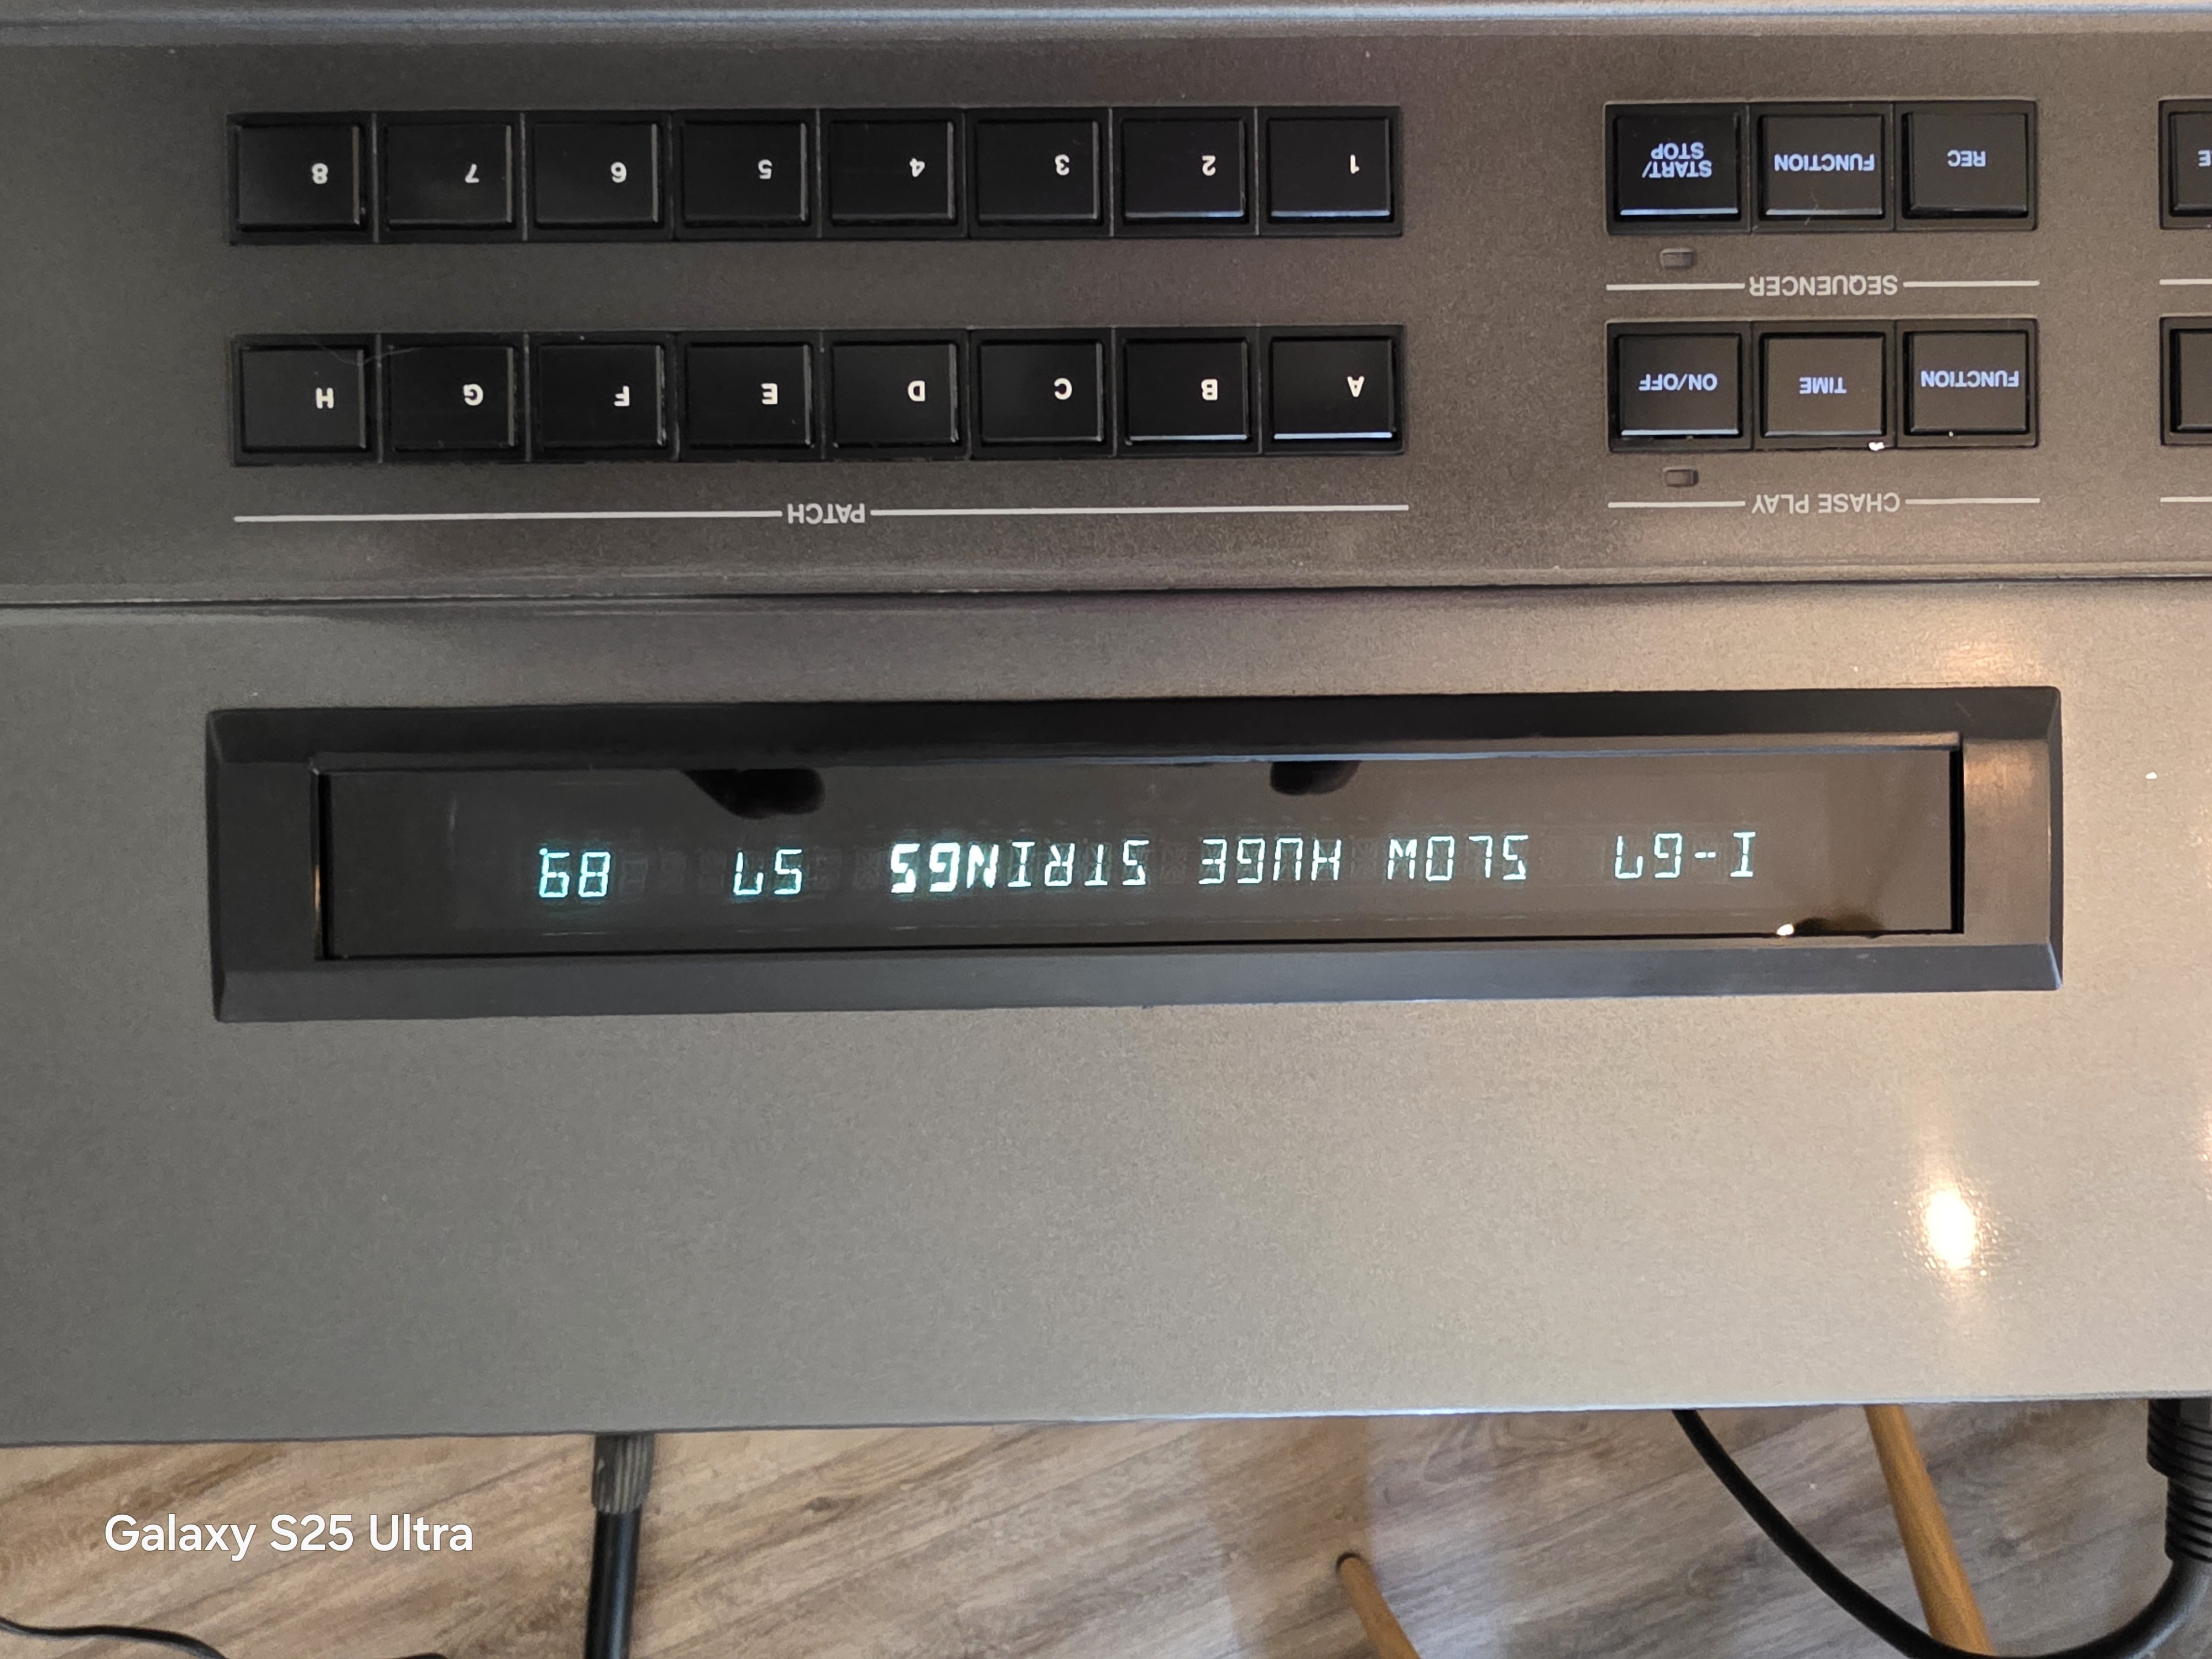 I-G7 SLOW HUGE STRINGS 57 89
CHASE PLAY
PATCH
FUNCTION TIME ON/OFF
A B C D E F G H
SEQUENCER
REC FUNCTION START/
STOP
1 2 3 4 5 6 7 8
Galaxy S25 Ultra